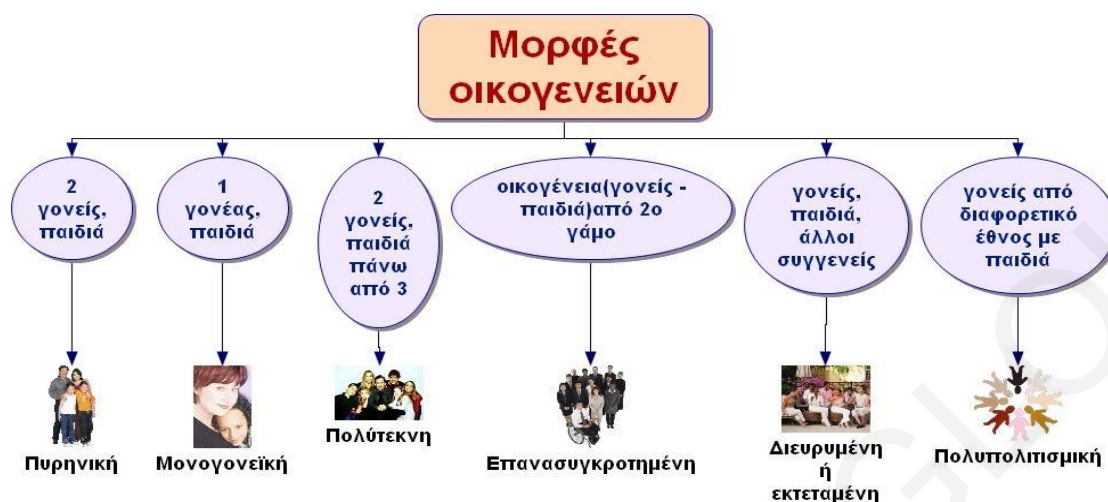 Μορφές
οικογενειών
2
γονείς,
παιδιά
1
γονέας,
παιδιά
2
γονείς,
παιδιά
πάνω
από 3
οικογένεια(γονείς -
παιδιά)από 2ο
γάμο
γονείς,
παιδιά,
άλλοι
συγγενείς
γονείς από
διαφορετικό
έθνος με
παιδιά
Πυρηνική
Μονογονεϊκή
Πολύτεκνη
Επανασυγκροτημένη
Διευρυμένη
ή
εκτεταμένη
Πολυπολιτισμική